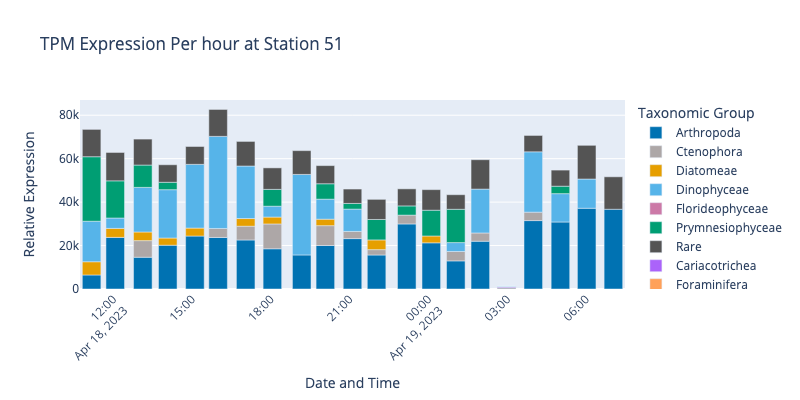 TPM Expression Per hour at Station 51
Relative Expression
80k
60k
40k
20k
0
12:00
Apr 18, 2023
15:00
18:00
21:00
00:00
Apr 19, 2023
03:00
06:00
Date and Time
Taxonomic Group
Arthropoda
Ctenophora
Diatomeae
Dinophyceae
Florideophyceae
Prymnesiophyceae
Rare
Cariacotrichea
Foraminifera